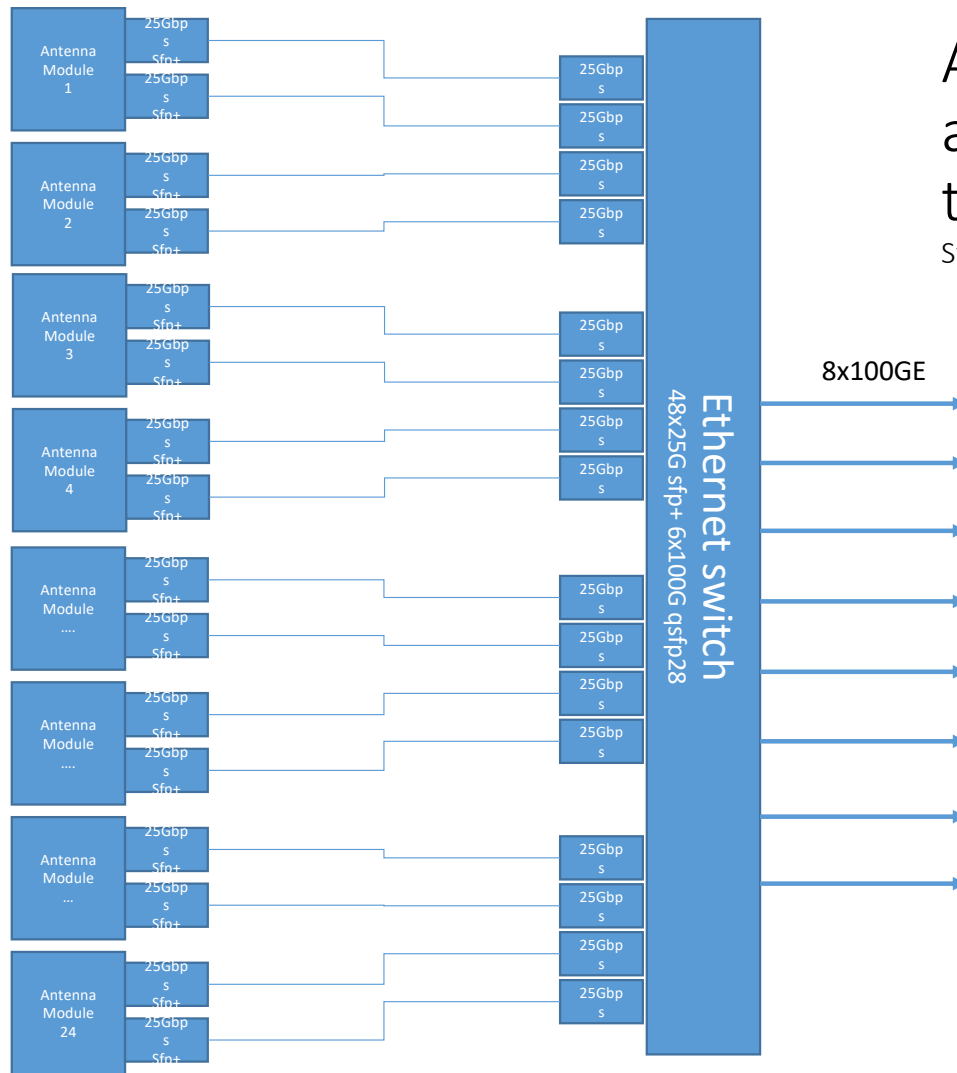 Antenna
Module
1
25Gbp
s
Sfp+
25Gbp
s
Sfp+
Antenna
Module
2
25Gbp
s
Sfp+
25Gbp
s
Sfp+
Antenna
Module
3
25Gbp
s
Sfp+
25Gbp
s
Sfp+
Antenna
Module
4
25Gbp
s
Sfp+
25Gbp
s
Sfp+
Antenna
Module
....
25Gbp
s
Sfp+
25Gbp
s
Sfp+
Antenna
Module
....
25Gbp
s
Sfp+
25Gbp
s
Sfp+
Antenna
Module
...
25Gbp
s
Sfp+
25Gbp
s
Sfp+
Antenna
Module
24
25Gbp
s
Sfp+
25Gbp
s
Sfp+
25Gbp
s
25Gbp
s
25Gbp
s
25Gbp
s
25Gbp
s
25Gbp
s
25Gbp
s
25Gbp
s
25Gbp
s
25Gbp
s
25Gbp
s
25Gbp
s
25Gbp
s
25Gbp
s
25Gbp
s
25Gbp
s
Ethernet switch
48x25G sfp+ 6x100G qsfp28
8x100GE